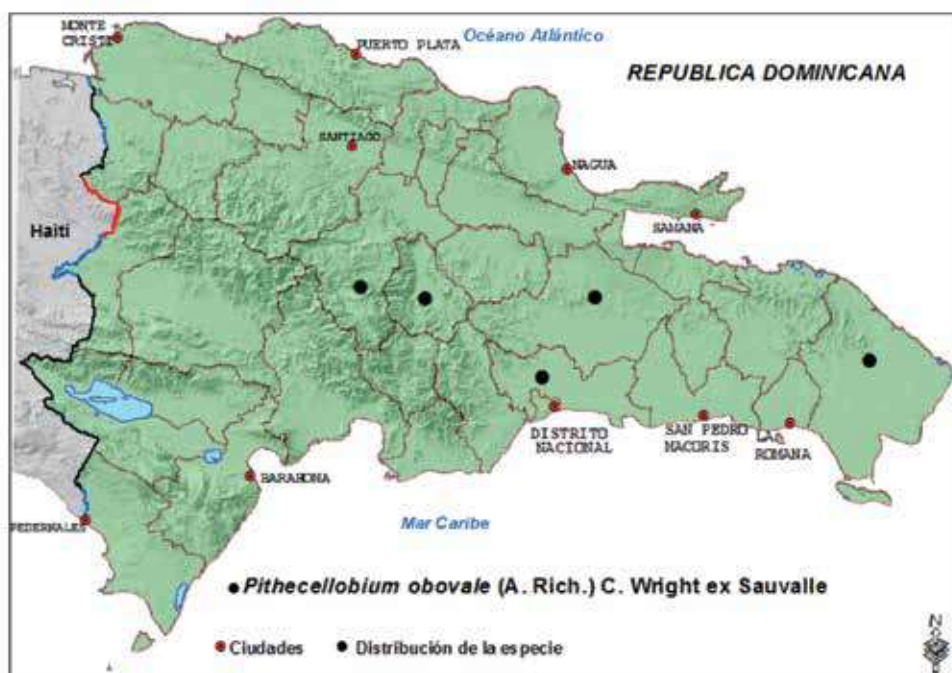 MONTE
CRISTI
PUERTO PLATA
Océano Atlántico
REPUBLICA DOMINICANA
SANTIAGO
NAGUA
SAMANA
Haití
DISTRITO
NACIONAL
SAN PEDRO
MACORIS
LA
ROMANA
BARAHONA
PEDERNALES
Mar Caribe
Pithecellobium obovale (A. Rich.) C. Wright ex Sauvalle
Ciudades
Distribución de la especie
N